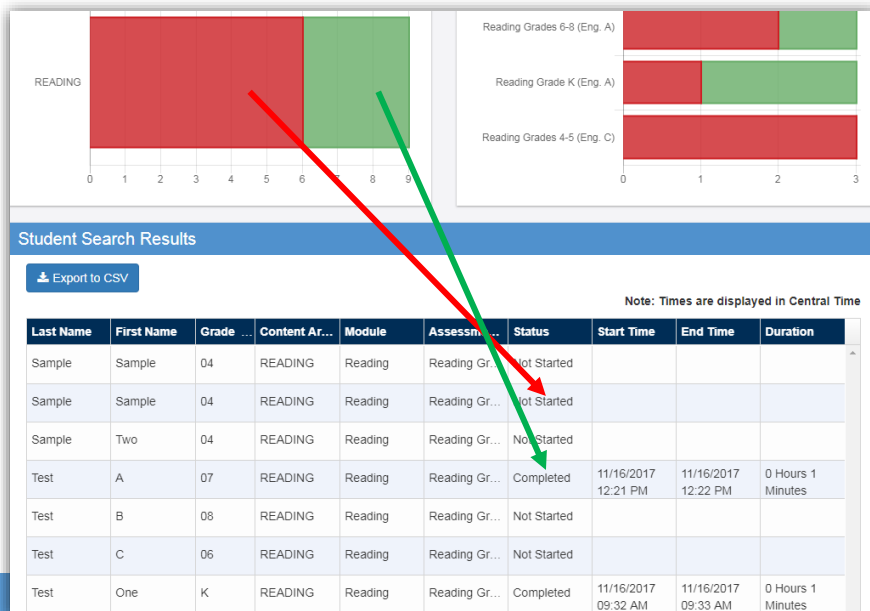 Reading Grades 6-8 (Eng. A)
READING
Reading Grade K (Eng. A)
Reading Grades 4-5 (Eng. C)
0 1 2 3 4 5 6 7 8 9
0 1 2 3
Student Search Results
Export to CSV
Note: Times are displayed in Central Time
Last Name First Name Grade ... Content Ar... Module Assessm... Status Start Time End Time Duration
Sample Sample 04 READING Reading Reading Gr... Not Started
Sample Sample 04 READING Reading Reading Gr... Not Started
Sample Two 04 READING Reading Reading Gr... Not Started
Test A 07 READING Reading Reading Gr... Completed 11/16/2017 11/16/2017 0 Hours 1
12:21 PM 12:22 PM Minutes
Test B 08 READING Reading Reading Gr... Not Started
Test C 06 READING Reading Reading Gr... Not Started
Test One K READING Reading Reading Gr... Completed 11/16/2017 11/16/2017 0 Hours 1
09:32 AM 09:33 AM Minutes